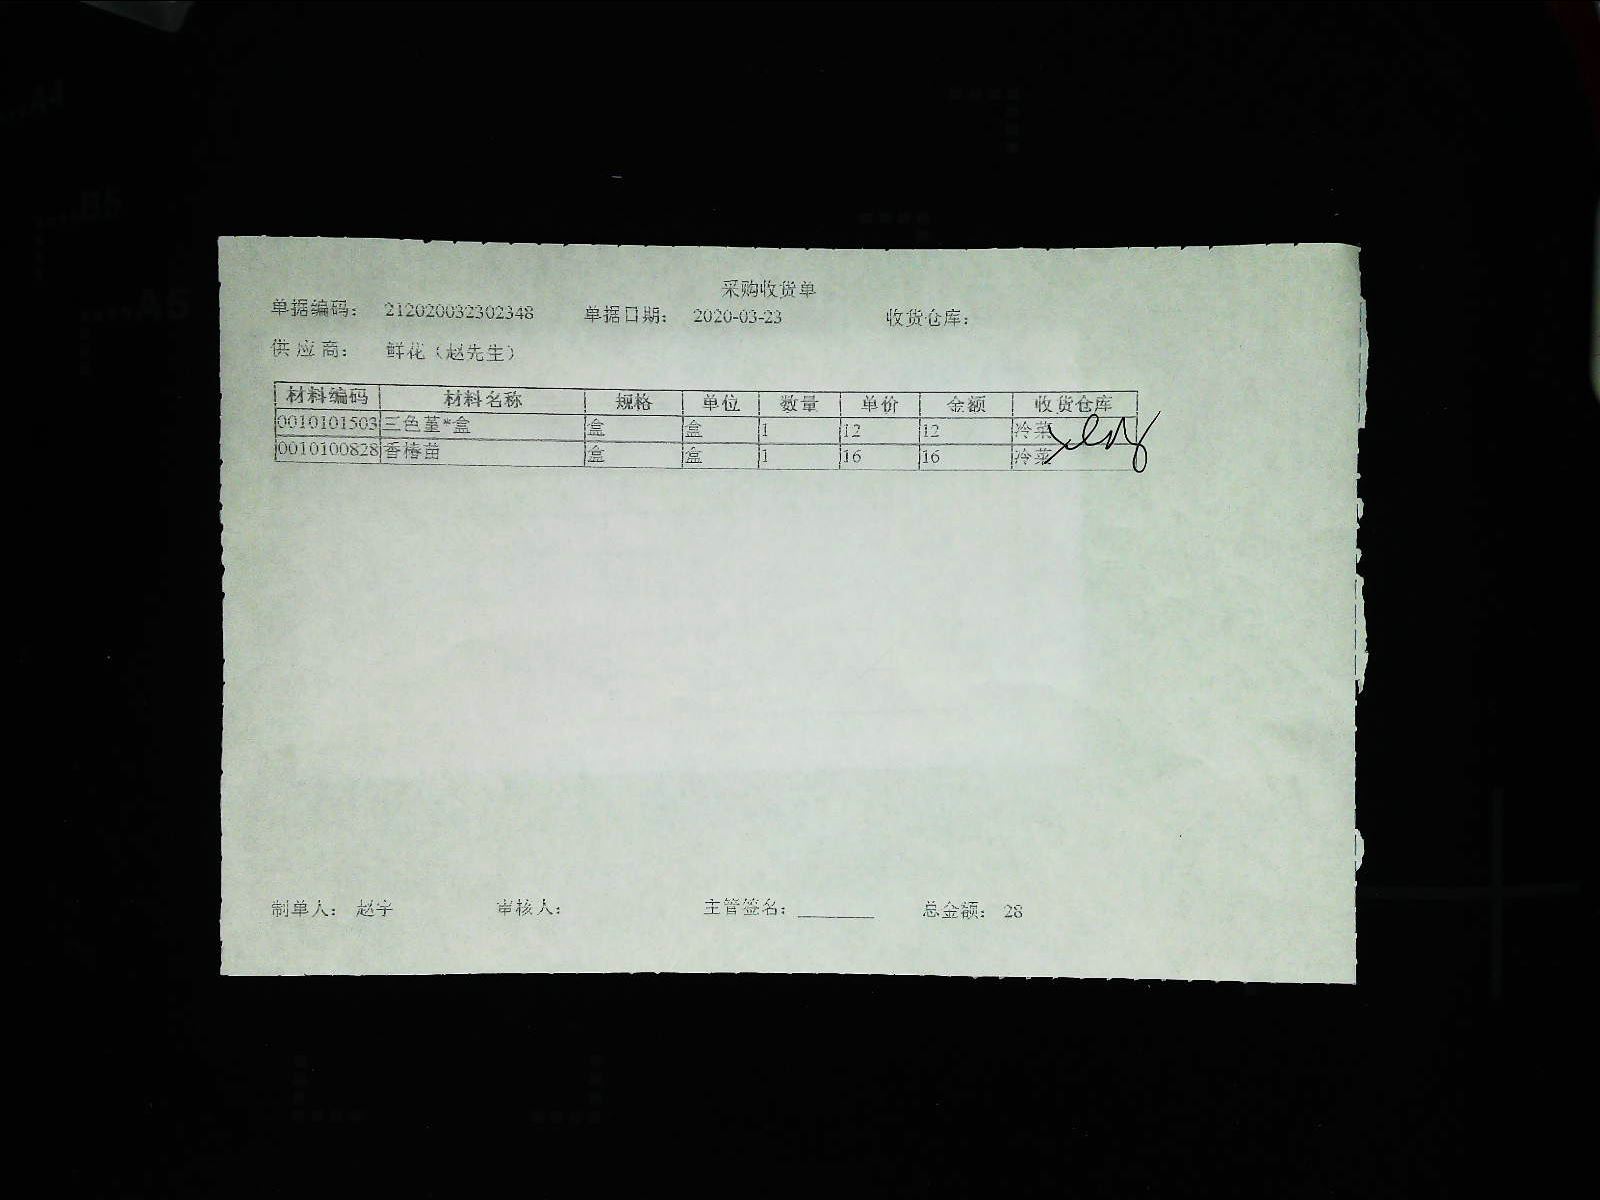 采购收货单
单据编码: 212020032302348 单据日期: 2020-03-23 收货仓库:
供应商: 鲜花（赵先生）
材料编码 材料名称 规格 单位 数量 单价 金额 收货仓库
0010101503 三色堇*盒 盒 盒 1 12 12 冷菜
0010100828 香椿苗 盒 盒 1 16 16 冷菜
制单人: 赵宇 审核人: 主管签名: ________ 总金额: 28